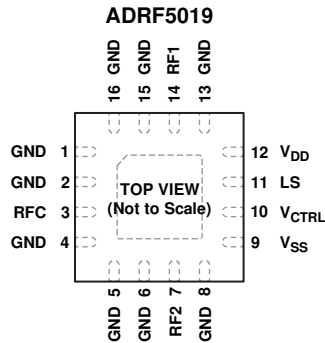 ADRF5019
16 GND
15 GND
14 RF1
13 GND
GND 1
GND 2
RFC 3
GND 4
TOP VIEW
(Not to Scale)
12 VDD
11 LS
10 VCTRL
9 VSS
GND 5
GND 6
RF2 7
GND 8